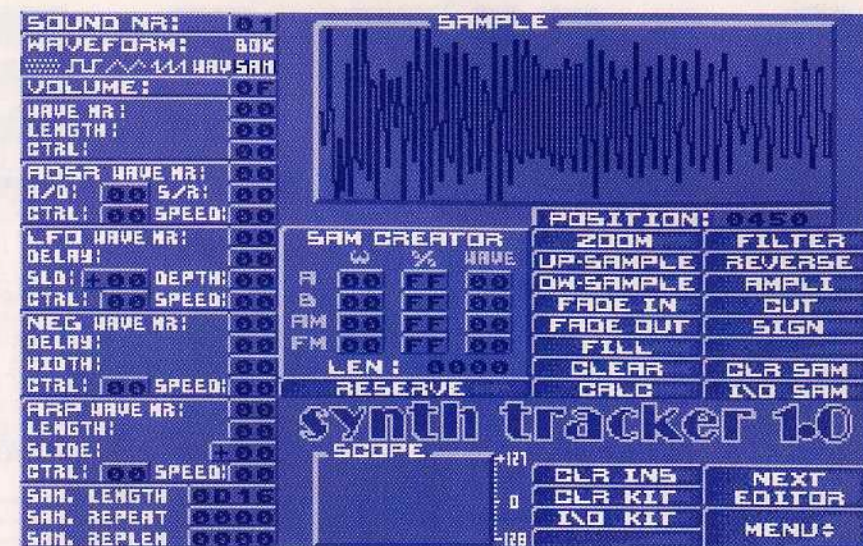 SOUND NR: 01
WAVEFORM: BOK
WAV SAM
VOLUME: 0F
WAVE NR: 00
LENGTH: 00
CTRL: 00
ADSR WAVE NR: 00
A/D: 00 S/R: 00
CTRL: 00 SPEED: 00
LFO WAVE NR: 00
DELAY: 00
SLD: +00 DEPTH: 00
CTRL: 00 SPEED: 00
NEG WAVE NR: 00
DELAY: 00
WIDTH: 00
CTRL: 00 SPEED: 00
ARP WAVE NR: 00
LENGTH: 00
SLIDE: +00
CTRL: 00 SPEED: 00
SAM. LENGTH 0D16
SAM. REPEAT 0000
SAM. REPLEN 0000
SAMPLE
POSITION: 0450
SAM CREATOR
ω % WAVE
A 00 FF 00
B 00 FF 00
AM 00 FF 00
FM 00 FF 00
LEN: 0000
RESERVE
ZOOM FILTER
UP-SAMPLE REVERSE
DW-SAMPLE AMPLI
FADE IN CUT
FADE OUT SIGN
FILL
CLEAR CLR SAM
CALC I\O SAM
synth tracker 1.0
SCOPE
+127
0
-128
CLR INS
CLR KIT
I\O KIT
NEXT
EDITOR
MENU